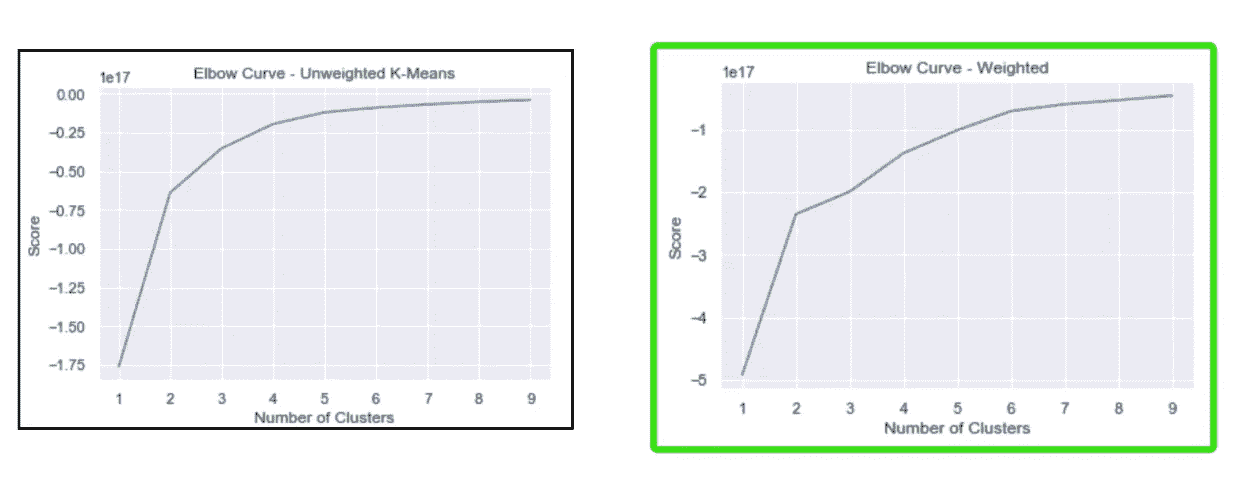 Elbow Curve - Unweighted K-Means
1e17
0.00
−0.25
−0.50
−0.75
−1.00
−1.25
−1.50
−1.75
Score
1 2 3 4 5 6 7 8 9
Number of Clusters
Elbow Curve - Weighted
1e17
−1
−2
−3
−4
−5
Score
1 2 3 4 5 6 7 8 9
Number of Clusters